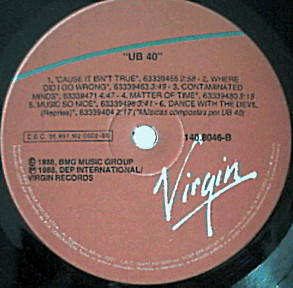 "UB 40"
1. "CAUSE IT ISN'T TRUE", 63339455 2:58 - 2. WHERE
DID I GO WRONG", 63339463 3:49 - 3. CONTAMINATED
MINDS", 63339471 4:47 - 4. MATTER OF TIME" 63339480 3:18
5. MUSIC SO NICE", 63339498 3:41 - 6. DANCE WITH THE DEVIL
(Reprise)", 63339404 2:17 ("Músicas compostas por UB 40)
C.G.C.
140.8046-B
℗ 1988, BMG MUSIC GROUP
© 1988, DEP INTERNATIONAL/
VIRGIN RECORDS
Virgin